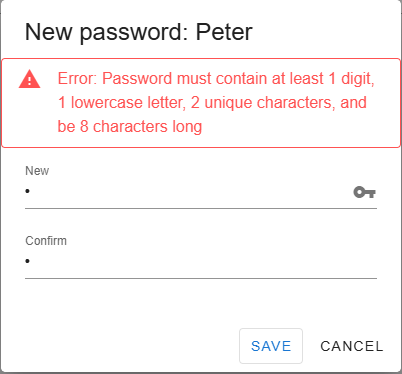 New password: Peter
Error: Password must contain at least 1 digit,
1 lowercase letter, 2 unique characters, and
be 8 characters long
New
•
Confirm
•
SAVE CANCEL